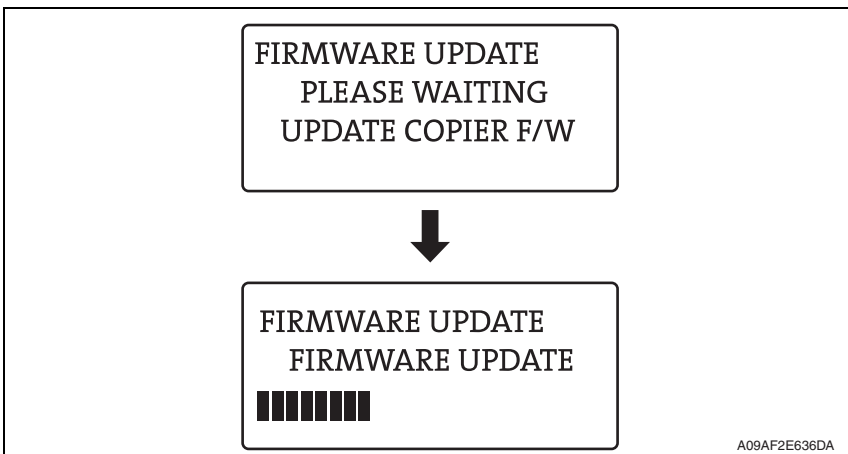 FIRMWARE UPDATE
PLEASE WAITING
UPDATE COPIER F/W
FIRMWARE UPDATE
FIRMWARE UPDATE
A09AF2E636DA